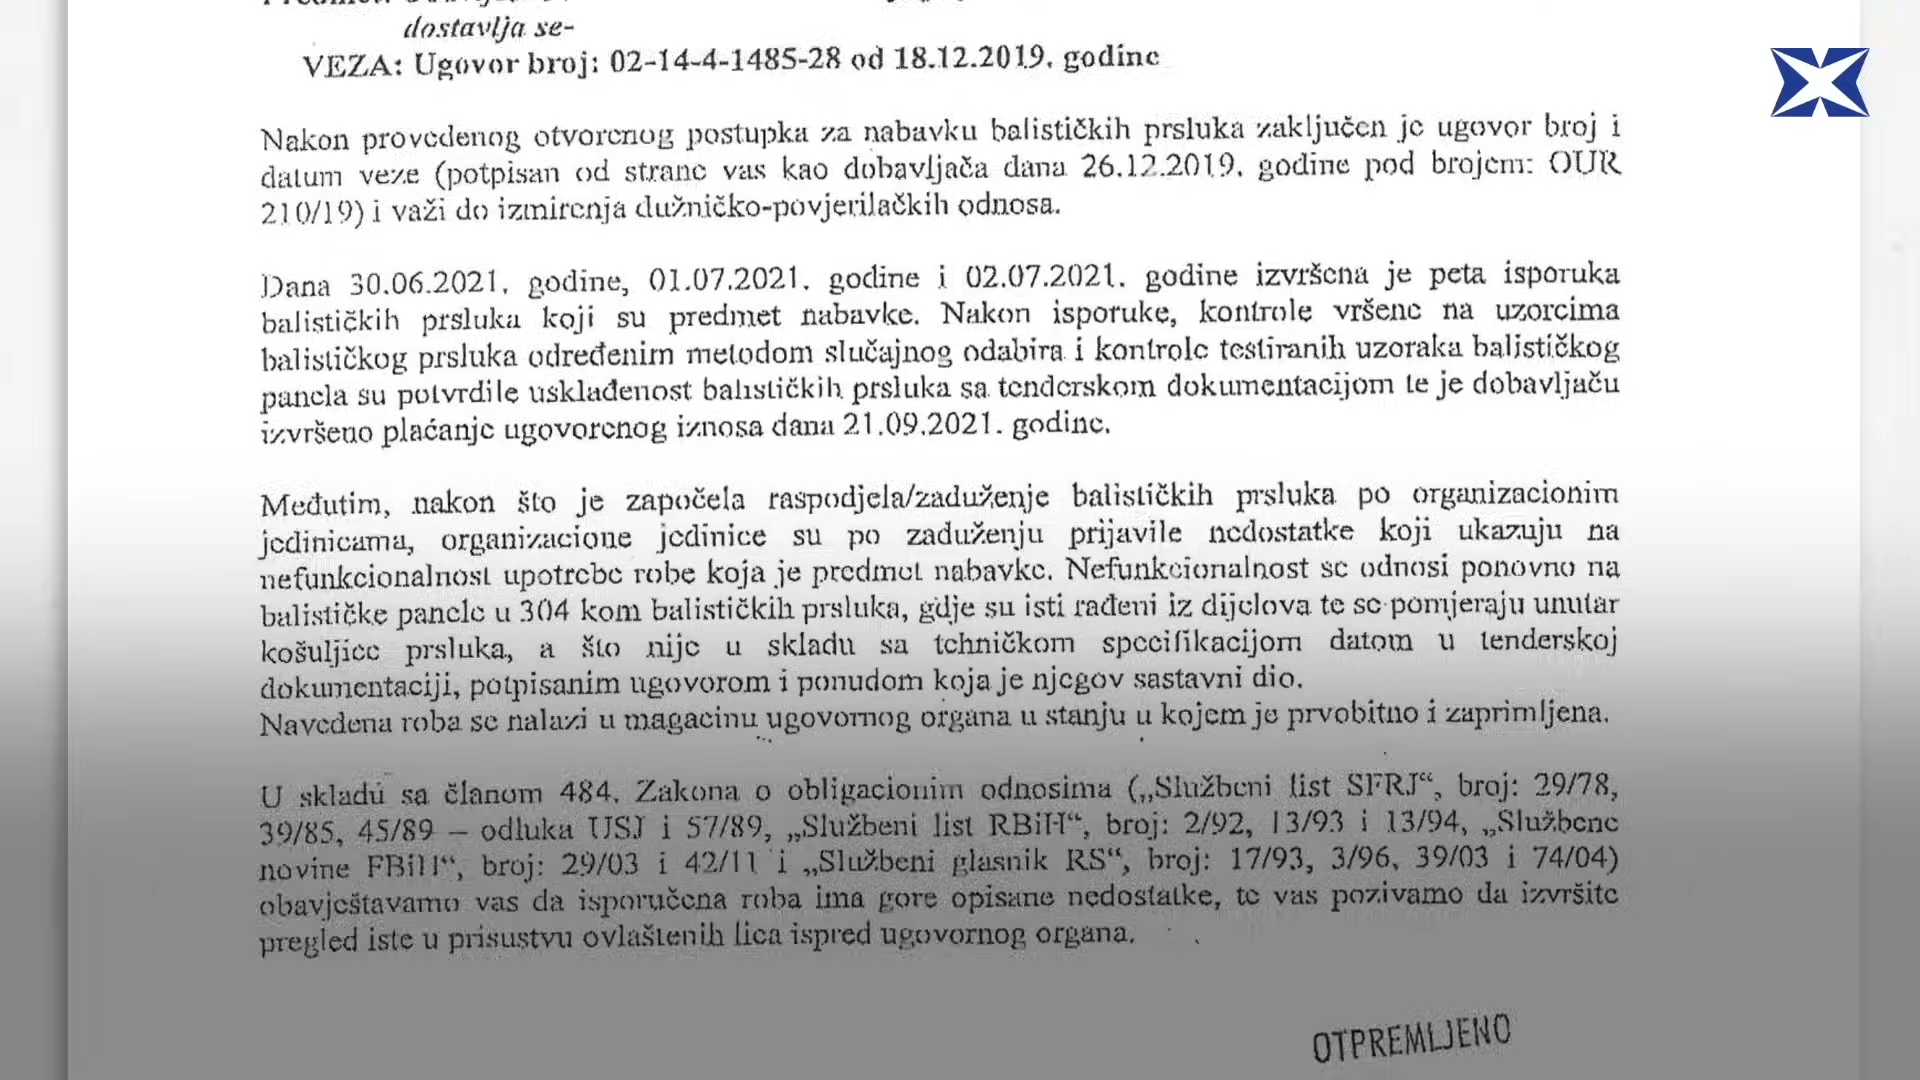 dostavlja se-
VEZA: Ugovor broj: 02-14-4-1485-28 od 18.12.2019. godine
Nakon provedenog otvorenog postupka za nabavku balističkih prsluka zaključen je ugovor broj i
datum veze (potpisan od strane vas kao dobavljača dana 26.12.2019. godine pod brojem: OUR
210/19) i važi do izmirenja dužničko-povjerilačkih odnosa.
Dana 30.06.2021. godine, 01.07.2021. godine i 02.07.2021. godine izvršena je peta isporuka
balističkih prsluka koji su predmet nabavke. Nakon isporuke, kontrole vršene na uzorcima
balističkog prsluka određenim metodom slučajnog odabira i kontrole testiranih uzoraka balističkog
panela su potvrdile usklađenost balističkih prsluka sa tenderskom dokumentacijom te je dobavljaču
izvršeno plaćanje ugovorenog iznosa dana 21.09.2021. godine.
Međutim, nakon što je započela raspodjela/zaduženje balističkih prsluka po organizacionim
jedinicama, organizacione jedinice su po zaduženju prijavile nedostatke koji ukazuju na
nefunkcionalnost upotrebe robe koja je predmet nabavke. Nefunkcionalnost se odnosi ponovno na
balističke panele u 304 kom balističkih prsluka, gdje su isti rađeni iz dijelova te se pomjeraju unutar
košuljice prsluka, a što nije u skladu sa tehničkom specifikacijom datom u tenderskoj
dokumentaciji, potpisanim ugovorom i ponudom koja je njegov sastavni dio.
Navedena roba se nalazi u magacinu ugovornog organa u stanju u kojem je prvobitno i zaprimljena.
U skladu sa članom 484. Zakona o obligacionim odnosima („Službeni list SFRJ“, broj: 29/78,
39/85, 45/89 – odluka USJ i 57/89, „Službeni list RBiH“, broj: 2/92, 13/93 i 13/94, „Službene
novine FBiH“, broj: 29/03 i 42/11 i „Službeni glasnik RS“, broj: 17/93, 3/96, 39/03 i 74/04)
obavještavamo vas da isporučena roba ima gore opisane nedostatke, te vas pozivamo da izvršite
pregled iste u prisustvu ovlaštenih lica ispred ugovornog organa.
OTPREMLJENO